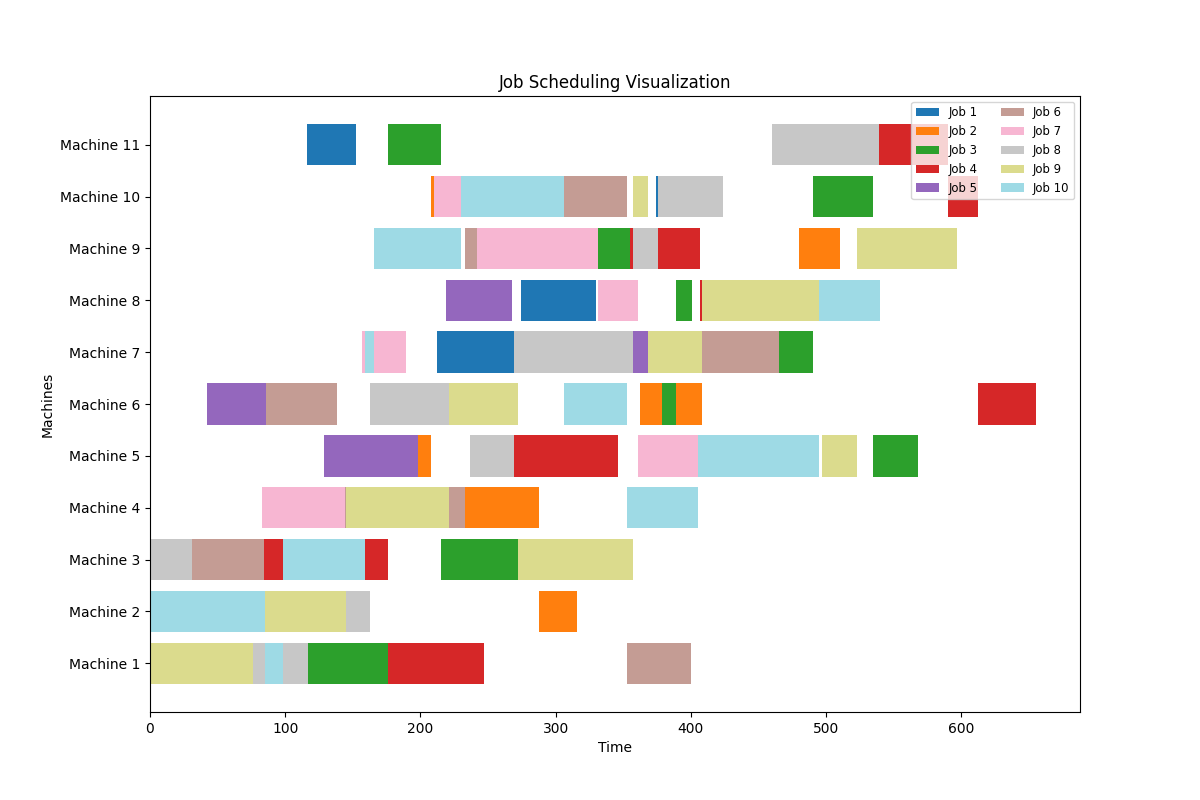 Job Scheduling Visualization
Machine 11
Machine 10
Machine 9
Machine 8
Machine 7
Machine 6
Machine 5
Machine 4
Machine 3
Machine 2
Machine 1
Machines
0 100 200 300 400 500 600
Time
Job 1
Job 2
Job 3
Job 4
Job 5
Job 6
Job 7
Job 8
Job 9
Job 10